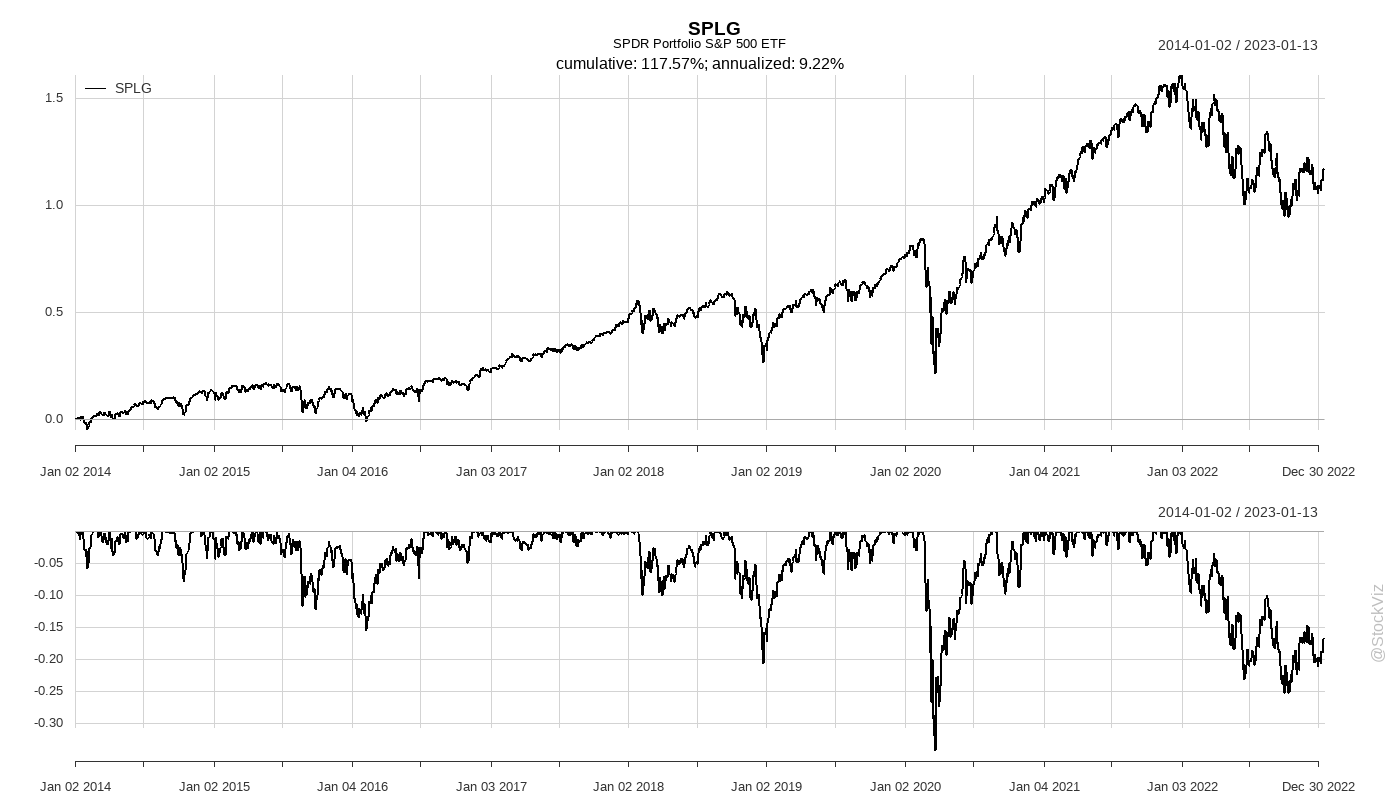 SPLG
SPDR Portfolio S&P 500 ETF
cumulative: 117.57%; annualized: 9.22%
2014-01-02 / 2023-01-13
SPLG
1.5
1.0
0.5
0.0
Jan 02 2014 Jan 02 2015 Jan 04 2016 Jan 03 2017 Jan 02 2018 Jan 02 2019 Jan 02 2020 Jan 04 2021 Jan 03 2022 Dec 30 2022
2014-01-02 / 2023-01-13
-0.05
-0.10
-0.15
-0.20
-0.25
-0.30
Jan 02 2014 Jan 02 2015 Jan 04 2016 Jan 03 2017 Jan 02 2018 Jan 02 2019 Jan 02 2020 Jan 04 2021 Jan 03 2022 Dec 30 2022
@StockViz